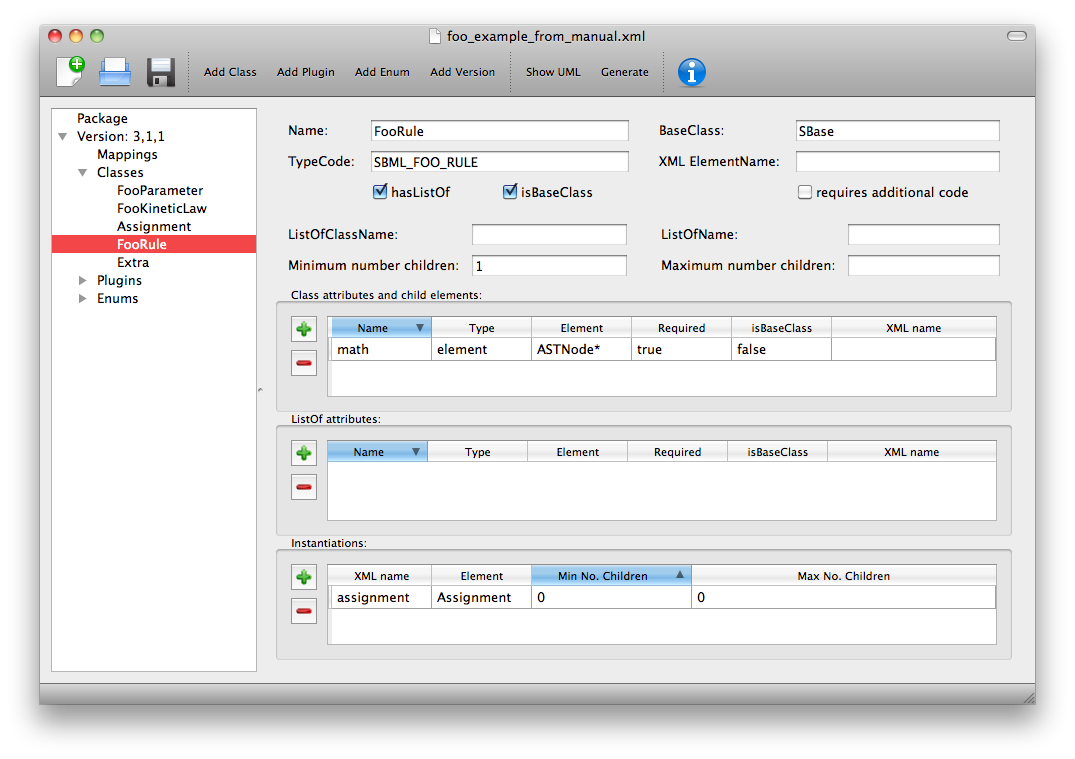 foo_example_from_manual.xml
Add Class Add Plugin Add Enum Add Version Show UML Generate
Package
Version: 3,1,1
Mappings
Classes
FooParameter
FooKineticLaw
Assignment
FooRule
Extra
Plugins
Enums
Name: FooRule BaseClass: SBase
TypeCode: SBML_FOO_RULE XML ElementName:
hasListOf isBaseClass requires additional code
ListOfClassName: ListOfName:
Minimum number children: 1 Maximum number children:
Class attributes and child elements:
Name Type Element Required isBaseClass XML name
math element ASTNode* true false
ListOf attributes:
Name Type Element Required isBaseClass XML name
Instantiations:
XML name Element Min No. Children Max No. Children
assignment Assignment 0 0